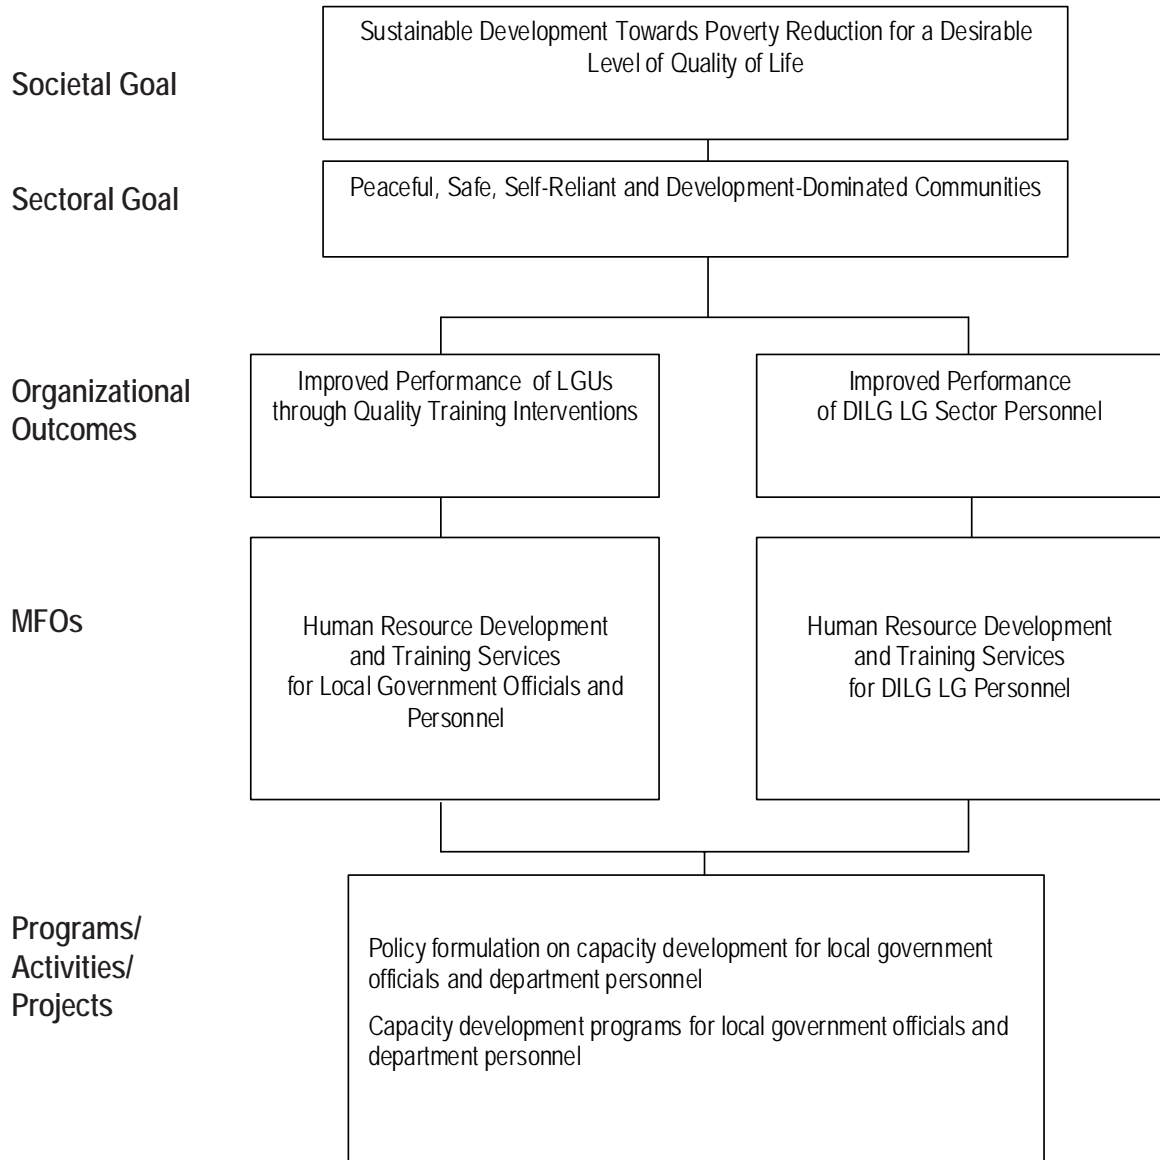 Sustainable Development Towards Poverty Reduction for a Desirable
Level of Quality of Life
Societal Goal
Sectoral Goal
Peaceful, Safe, Self-Reliant and Development-Dominated Communities
Organizational
Outcomes
Improved Performance of LGUs
through Quality Training Interventions
Improved Performance
of DILG LG Sector Personnel
MFOs
Human Resource Development
and Training Services
for Local Government Officials and
Personnel
Human Resource Development
and Training Services
for DILG LG Personnel
Programs/
Activities/
Projects
Policy formulation on capacity development for local government
officials and department personnel
Capacity development programs for local government officials and
department personnel